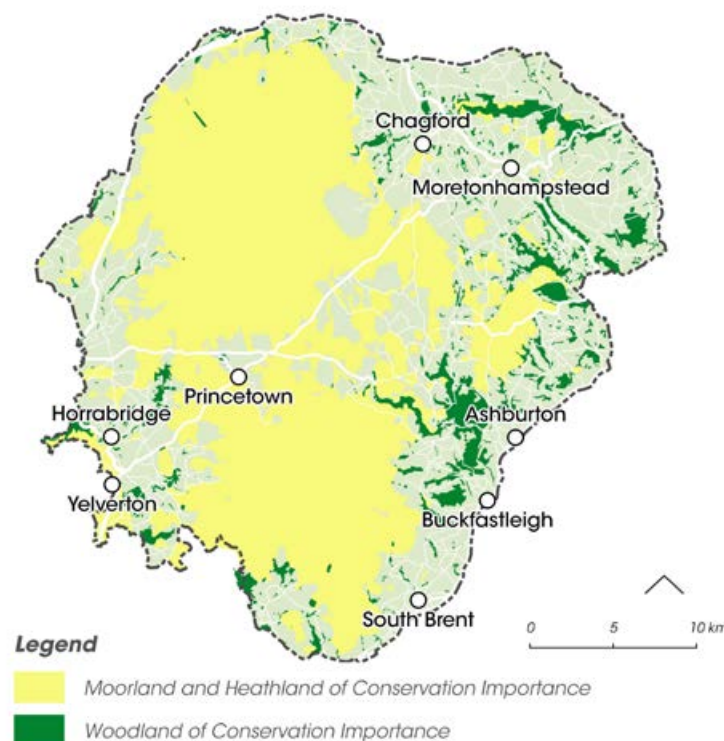 Chagford
Moretonhampstead
Princetown
Horrabridge
Ashburton
Yelverton
Buckfastleigh
South Brent
0 5 10 km
Legend
Moorland and Heathland of Conservation Importance
Woodland of Conservation Importance